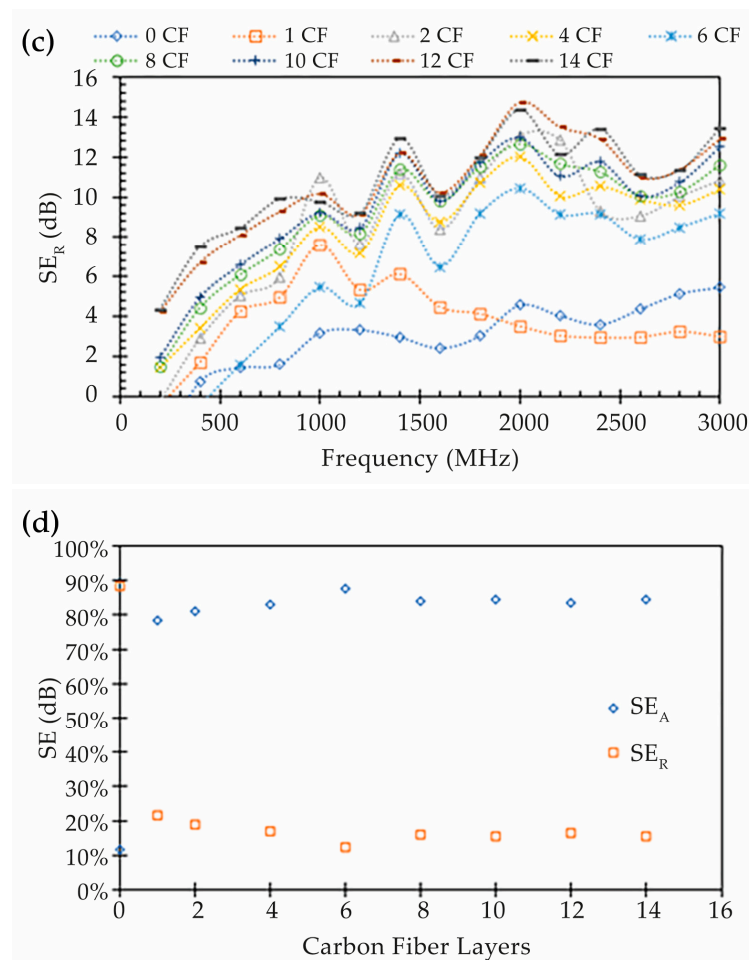 (c)
0 CF 1 CF 2 CF 4 CF 6 CF
8 CF 10 CF 12 CF 14 CF
16
14
12
10
8
6
4
2
0
SE_R (dB)
0 500 1000 1500 2000 2500 3000
Frequency (MHz)
(d)
100%
90%
80%
70%
60%
50%
40%
30%
20%
10%
0%
SE (dB)
SE_A
SE_R
0 2 4 6 8 10 12 14 16
Carbon Fiber Layers